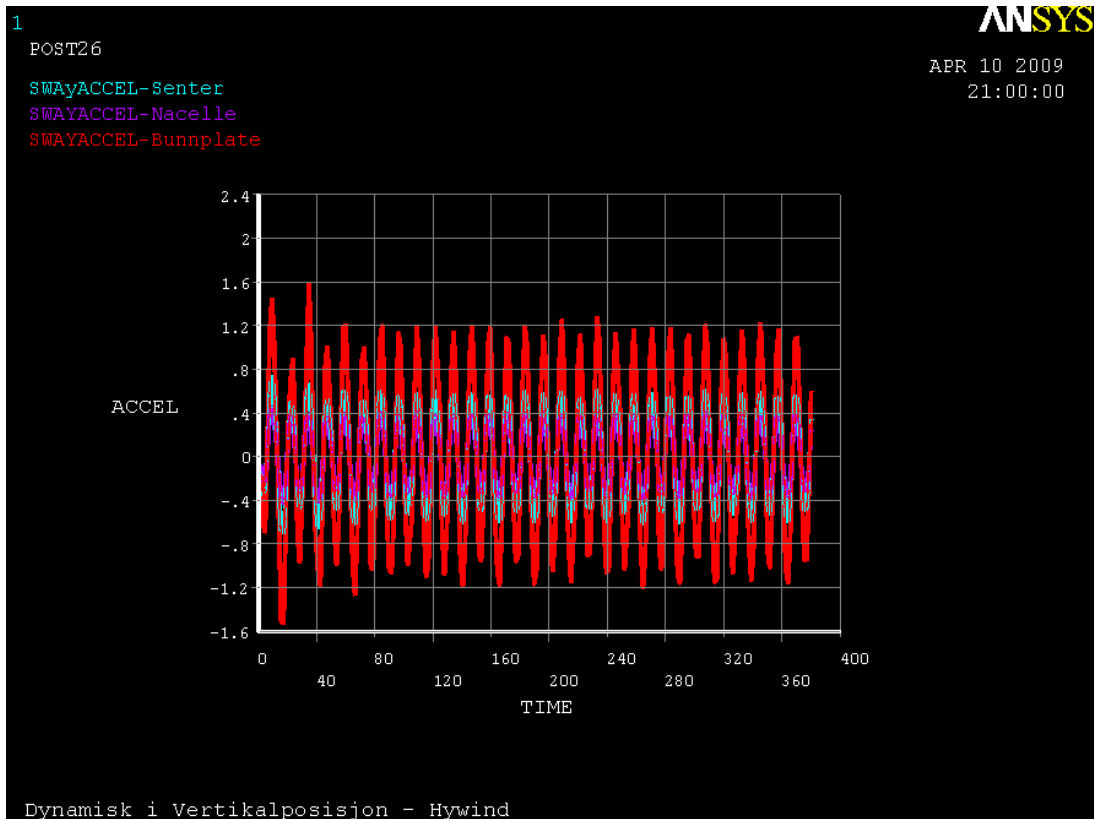 1
ANSYS
POST26
APR 10 2009
21:00:00
SWAyACCEL-Senter
SWAYACCEL-Nacelle
SWAYACCEL-Bunnplate
2.4
2
1.6
1.2
.8
.4
0
-.4
-.8
-1.2
-1.6
ACCEL
0 80 160 240 320 400
40 120 200 280 360
TIME
Dynamisk i Vertikalposisjon - Hywind